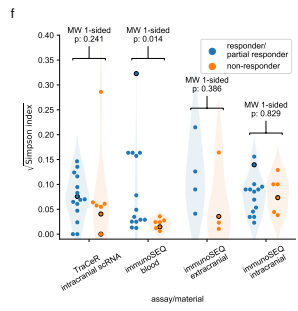 f
MW 1-sided
p: 0.241
MW 1-sided
p: 0.014
responder/
partial responder
non-responder
MW 1-sided
p: 0.386
MW 1-sided
p: 0.829
√Simpson index
0.40
0.35
0.30
0.25
0.20
0.15
0.10
0.05
0.00
TraCeR
intracranial scRNA
immunoSEQ
blood
immunoSEQ
extracranial
immunoSEQ
intracranial
assay/material